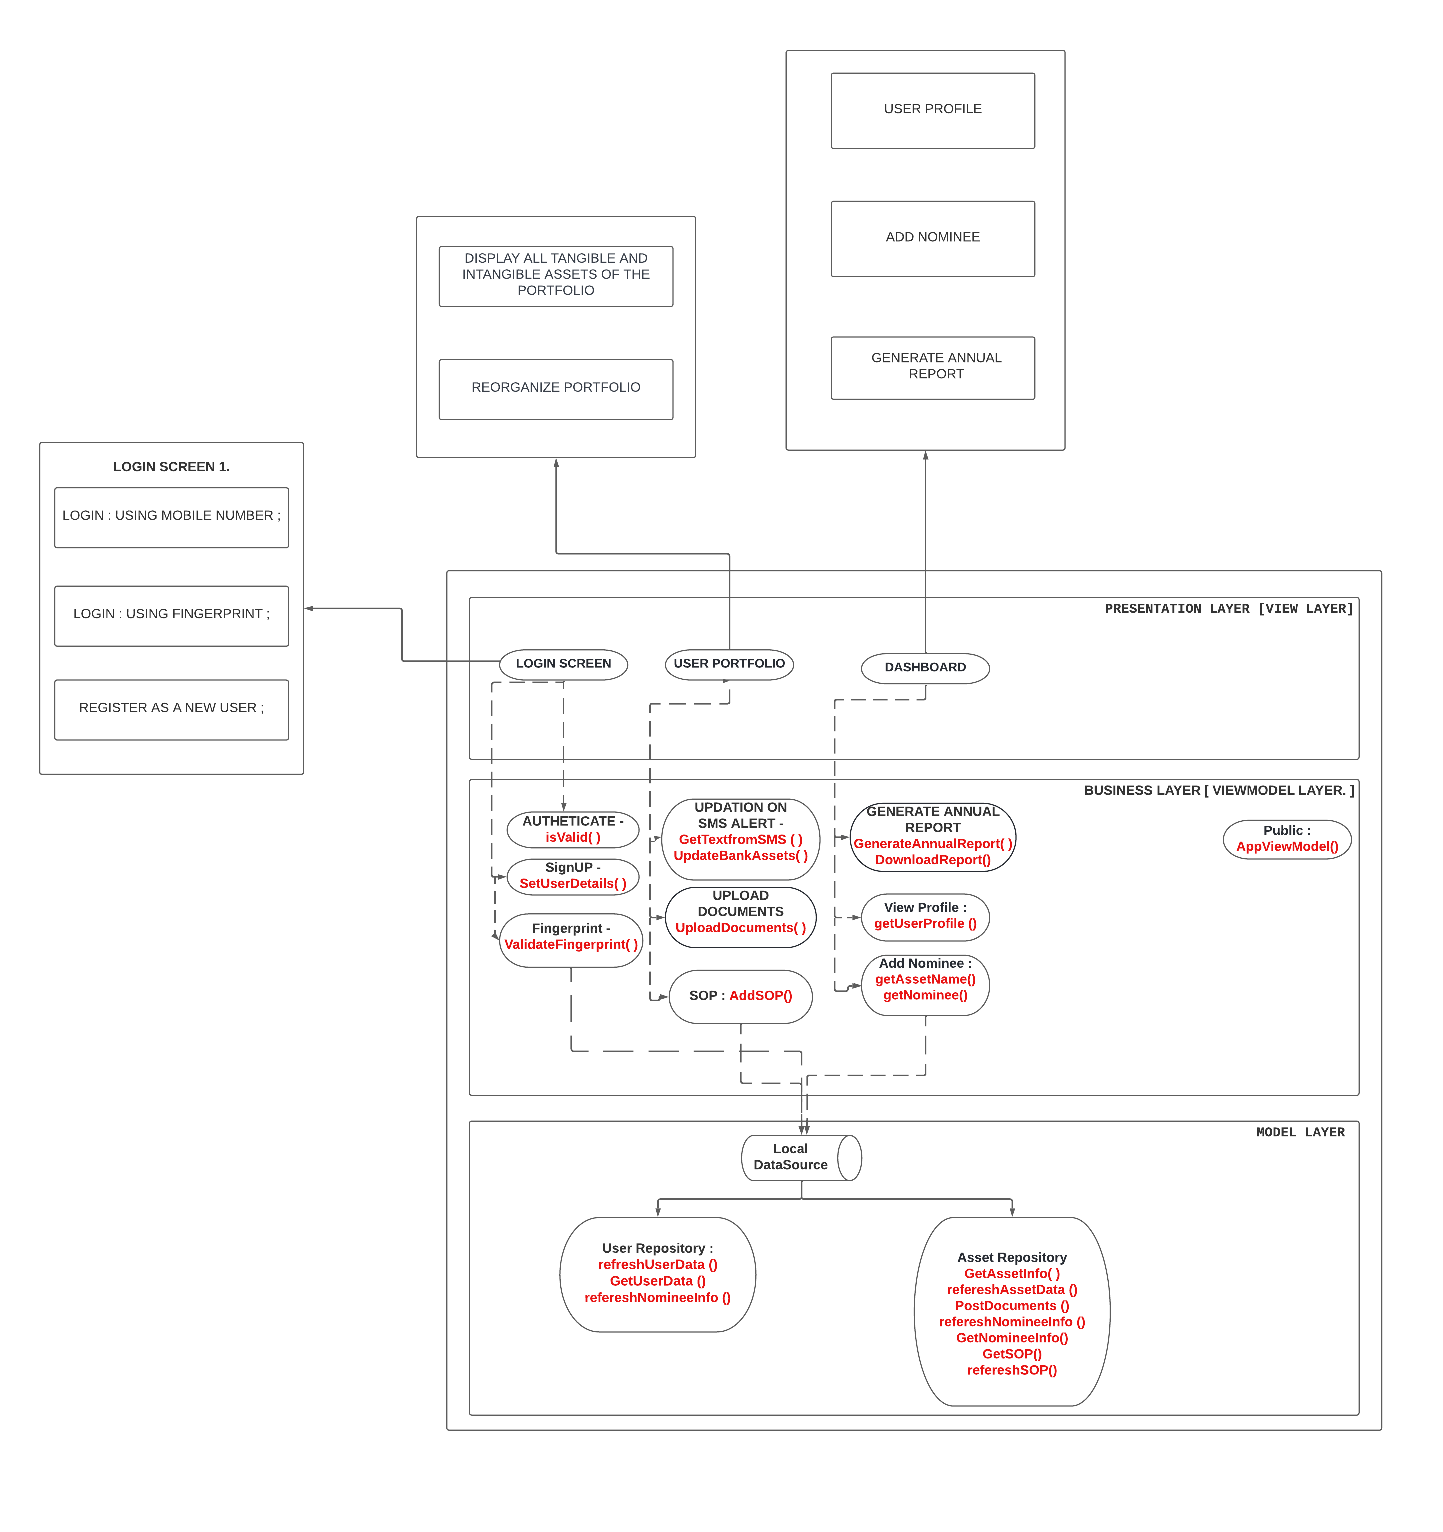 USER PROFILE
ADD NOMINEE
GENERATE ANNUAL
REPORT
DISPLAY ALL TANGIBLE AND
INTANGIBLE ASSETS OF THE
PORTFOLIO
REORGANIZE PORTFOLIO
LOGIN SCREEN 1.
LOGIN : USING MOBILE NUMBER ;
LOGIN : USING FINGERPRINT ;
REGISTER AS A NEW USER ;
PRESENTATION LAYER [VIEW LAYER]
LOGIN SCREEN
USER PORTFOLIO
DASHBOARD
BUSINESS LAYER [ VIEWMODEL LAYER. ]
AUTHETICATE -
isValid( )
SignUP -
SetUserDetails( )
Fingerprint -
ValidateFingerprint( )
UPDATION ON
SMS ALERT -
GetTextfromSMS ( )
UpdateBankAssets( )
UPLOAD
DOCUMENTS
UploadDocuments( )
SOP : AddSOP()
GENERATE ANNUAL
REPORT
GenerateAnnualReport( )
DownloadReport()
View Profile :
getUserProfile ()
Add Nominee :
getAssetName()
getNominee()
Public :
AppViewModel()
MODEL LAYER
Local
DataSource
User Repository :
refreshUserData ()
GetUserData ()
refereshNomineeInfo ()
Asset Repository
GetAssetInfo( )
refereshAssetData ()
PostDocuments ()
refereshNomineeInfo ()
GetNomineeInfo()
GetSOP()
refereshSOP()